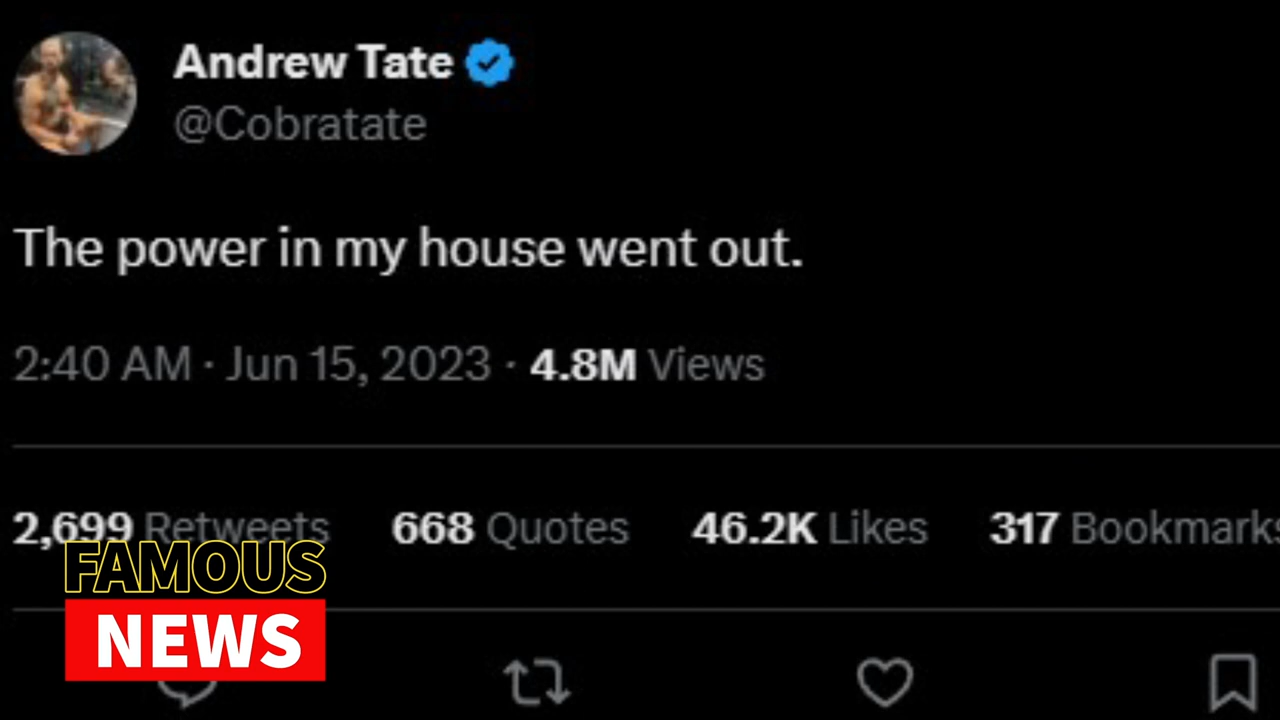 Andrew Tate
@Cobratate
The power in my house went out.
2:40 AM · Jun 15, 2023 · 4.8M Views
2,699 Retweets 668 Quotes 46.2K Likes 317 Bookmarks
FAMOUS
NEWS